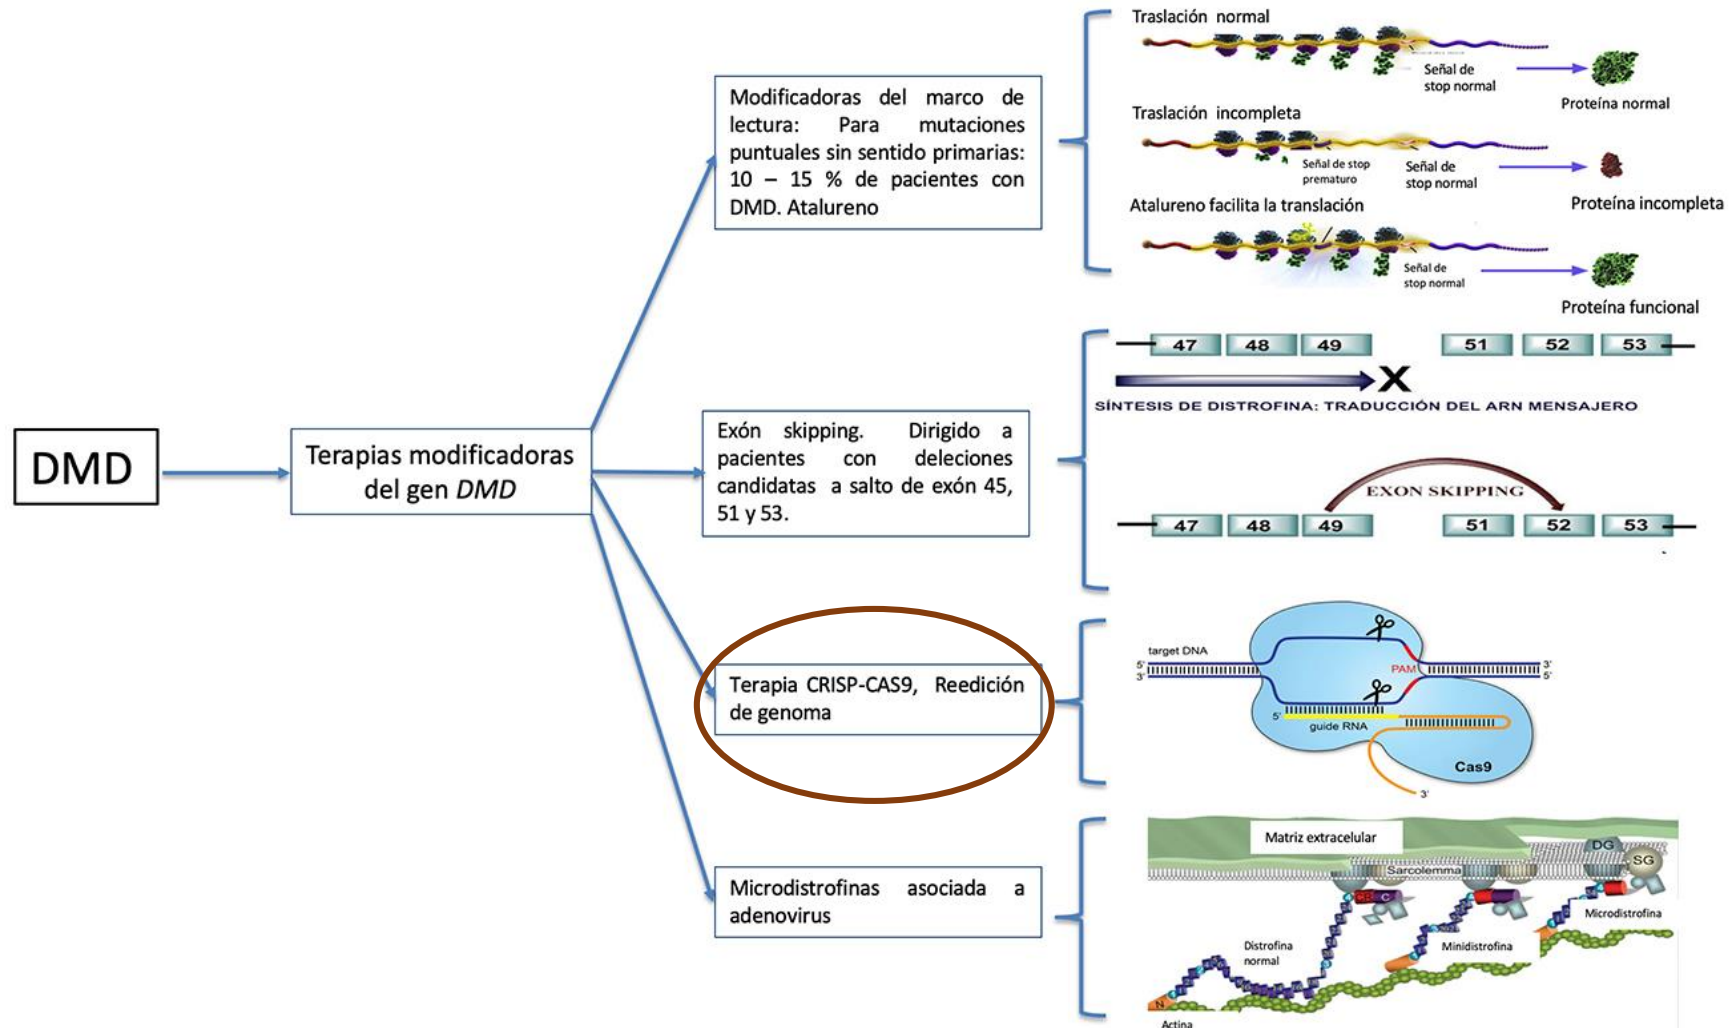 DMD
Terapias modificadoras
del gen DMD
Modificadoras del marco de
lectura: Para mutaciones
puntuales sin sentido primarias:
10 – 15 % de pacientes con
DMD. Atalureno
Traslación normal
Señal de
stop normal
Proteína normal
Traslación incompleta
Señal de stop
prematuro
Señal de
stop normal
Proteína incompleta
Atalureno facilita la translación
Señal de
stop normal
Proteína funcional
Exón skipping. Dirigido a
pacientes con deleciones
candidatas a salto de exón 45,
51 y 53.
47 48 49 51 52 53
X
SÍNTESIS DE DISTROFINA: TRADUCCIÓN DEL ARN MENSAJERO
EXON SKIPPING
47 48 49 51 52 53
Terapia CRISP-CAS9, Reedición
de genoma
target DNA
5' 3'
3' 5'
PAM
5'
guide RNA
Cas9
3'
Microdistrofinas asociada a
adenovirus
Matriz extracelular
DG
SG
Sarcolemma
CR C
Microdistrofina
Distrofina
normal
Minidistrofina
N
Actina